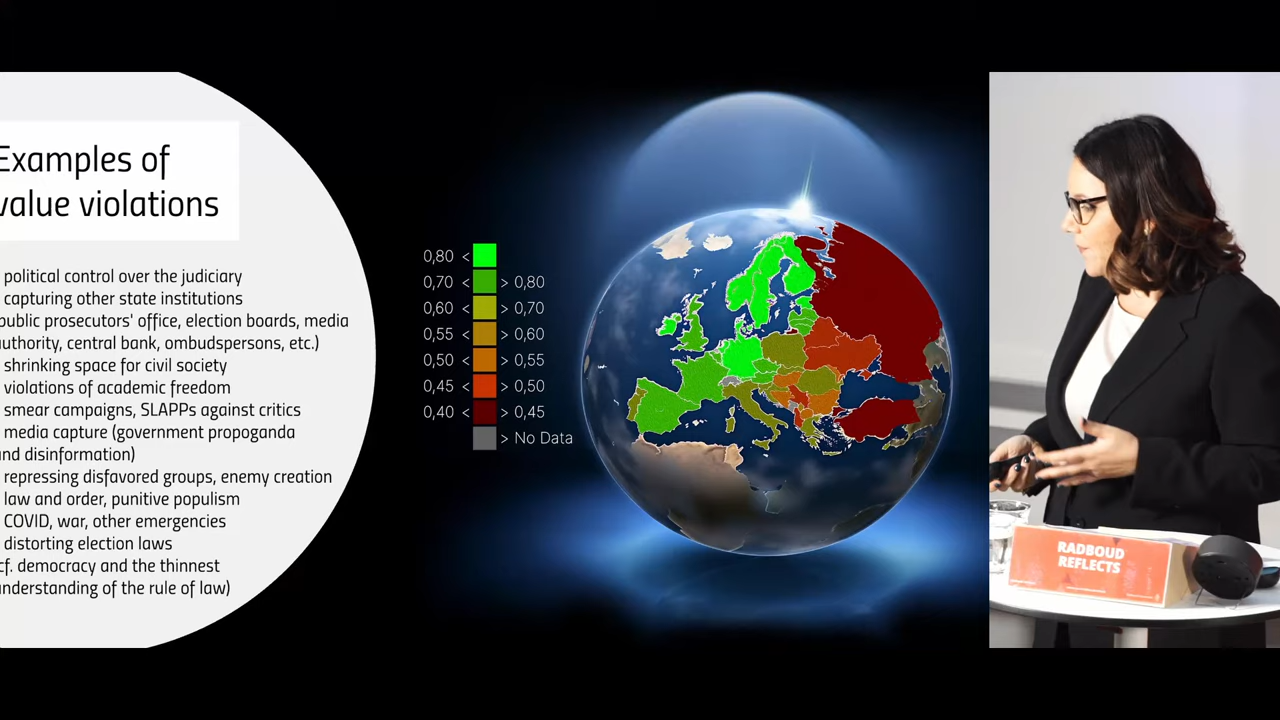 Examples of
value violations
political control over the judiciary
capturing other state institutions
public prosecutors' office, election boards, media
authority, central bank, ombudspersons, etc.)
shrinking space for civil society
violations of academic freedom
smear campaigns, SLAPPs against critics
media capture (government propoganda
and disinformation)
repressing disfavored groups, enemy creation
law and order, punitive populism
COVID, war, other emergencies
distorting election laws
cf. democracy and the thinnest
understanding of the rule of law)
0,80 <
0,70 < > 0,80
0,60 < > 0,70
0,55 < > 0,60
0,50 < > 0,55
0,45 < > 0,50
0,40 < > 0,45
> No Data
RADBOUD
REFLECTS